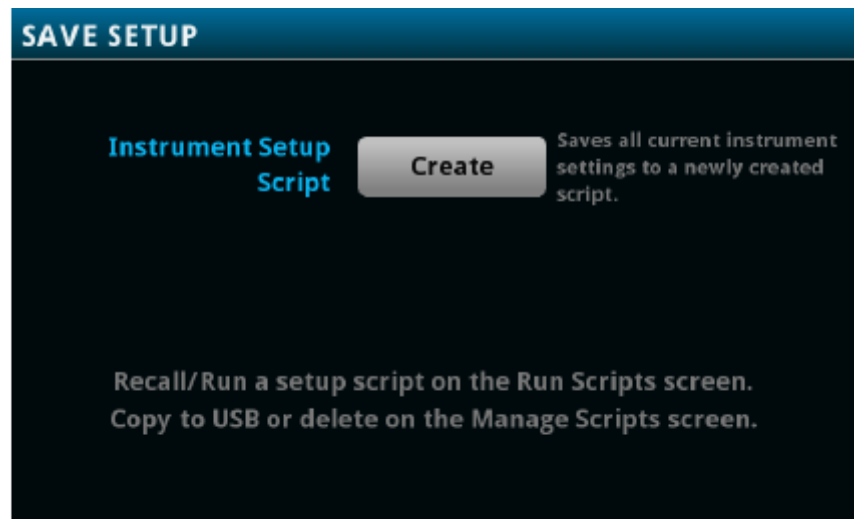 SAVE SETUP
Instrument Setup
Script
Create
Saves all current instrument
settings to a newly created
script.
Recall/Run a setup script on the Run Scripts screen.
Copy to USB or delete on the Manage Scripts screen.